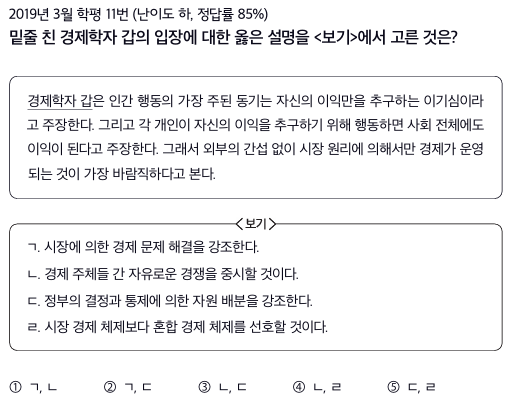 2019년 3월 학평 11번 (난이도 하, 정답률 85%)
밑줄 친 경제학자 갑의 입장에 대한 옳은 설명을 <보기>에서 고른 것은?
경제학자 갑은 인간 행동의 가장 주된 동기는 자신의 이익만을 추구하는 이기심이라
고 주장한다. 그리고 각 개인이 자신의 이익을 추구하기 위해 행동하면 사회 전체에도
이익이 된다고 주장한다. 그래서 외부의 간섭 없이 시장 원리에 의해서만 경제가 운영
되는 것이 가장 바람직하다고 본다.
<보기>
ㄱ. 시장에 의한 경제 문제 해결을 강조한다.
ㄴ. 경제 주체들 간 자유로운 경쟁을 중시할 것이다.
ㄷ. 정부의 결정과 통제에 의한 자원 배분을 강조한다.
ㄹ. 시장 경제 체제보다 혼합 경제 체제를 선호할 것이다.
① ㄱ, ㄴ ② ㄱ, ㄷ ③ ㄴ, ㄷ ④ ㄴ, ㄹ ⑤ ㄷ, ㄹ